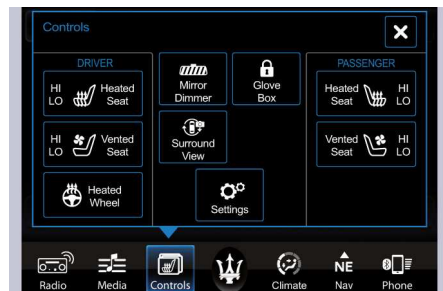 Controls
DRIVER
PASSENGER
HI
LO
Heated
Seat
Mirror
Dimmer
Glove
Box
Heated
Seat
HI
LO
HI
LO
Vented
Seat
Surround
View
Vented
Seat
HI
LO
Heated
Wheel
Settings
Radio
Media
Controls
Climate
NE
Nav
Phone